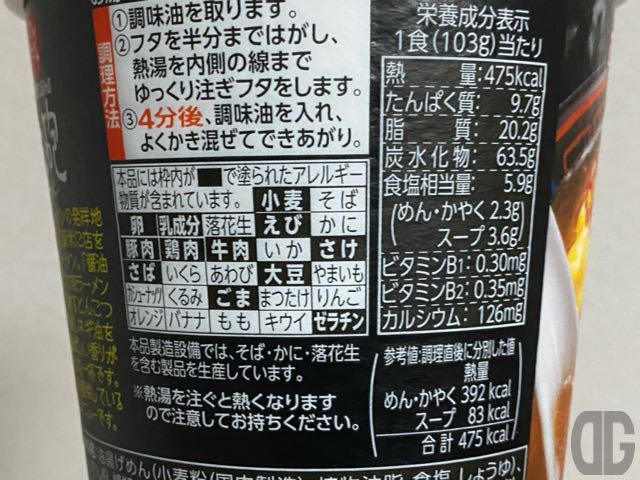 調理方法
①調味油を取ります。
②フタを半分まではがし、
熱湯を内側の線まで
ゆっくり注ぎフタをします。
③4分後、調味油を入れ、
よくかき混ぜてできあがり。
本品には枠内が■で塗られたアレルギー
物質が含まれています。 小麦 そば
卵 乳成分 落花生 えび かに
豚肉 鶏肉 牛肉 いか さけ
さば いくら あわび 大豆 やまいも
カシューナッツ くるみ ごま まつたけ りんご
オレンジ バナナ もも キウイ ゼラチン
本品製造設備では、そば・かに・落花生
を含む製品を生産しています。
※熱湯を注ぐと熱くなります
ので注意してお持ちください。
栄養成分表示
1食(103g)当たり
熱量:475kcal
たんぱく質: 9.7g
脂質: 20.2g
炭水化物: 63.5g
食塩相当量: 5.9g
(めん・かやく 2.3g
スープ 3.6g)
ビタミンB1: 0.30mg
ビタミンB2: 0.35mg
カルシウム: 126mg
参考値:調理直後に分別した値
熱量
めん・かやく 392 kcal
スープ 83 kcal
合計 475 kcal
DG